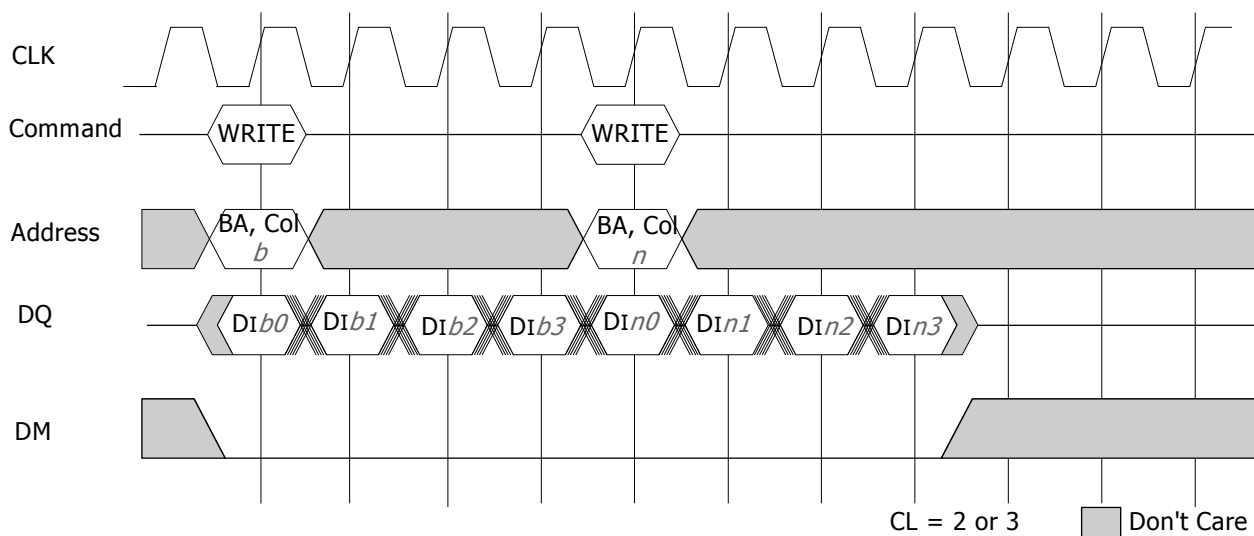 CLK
Command WRITE WRITE
Address BA, Col BA, Col
b n
DQ DIb0 DIb1 DIb2 DIb3 DIn0 DIn1 DIn2 DIn3
DM
CL = 2 or 3 Don't Care